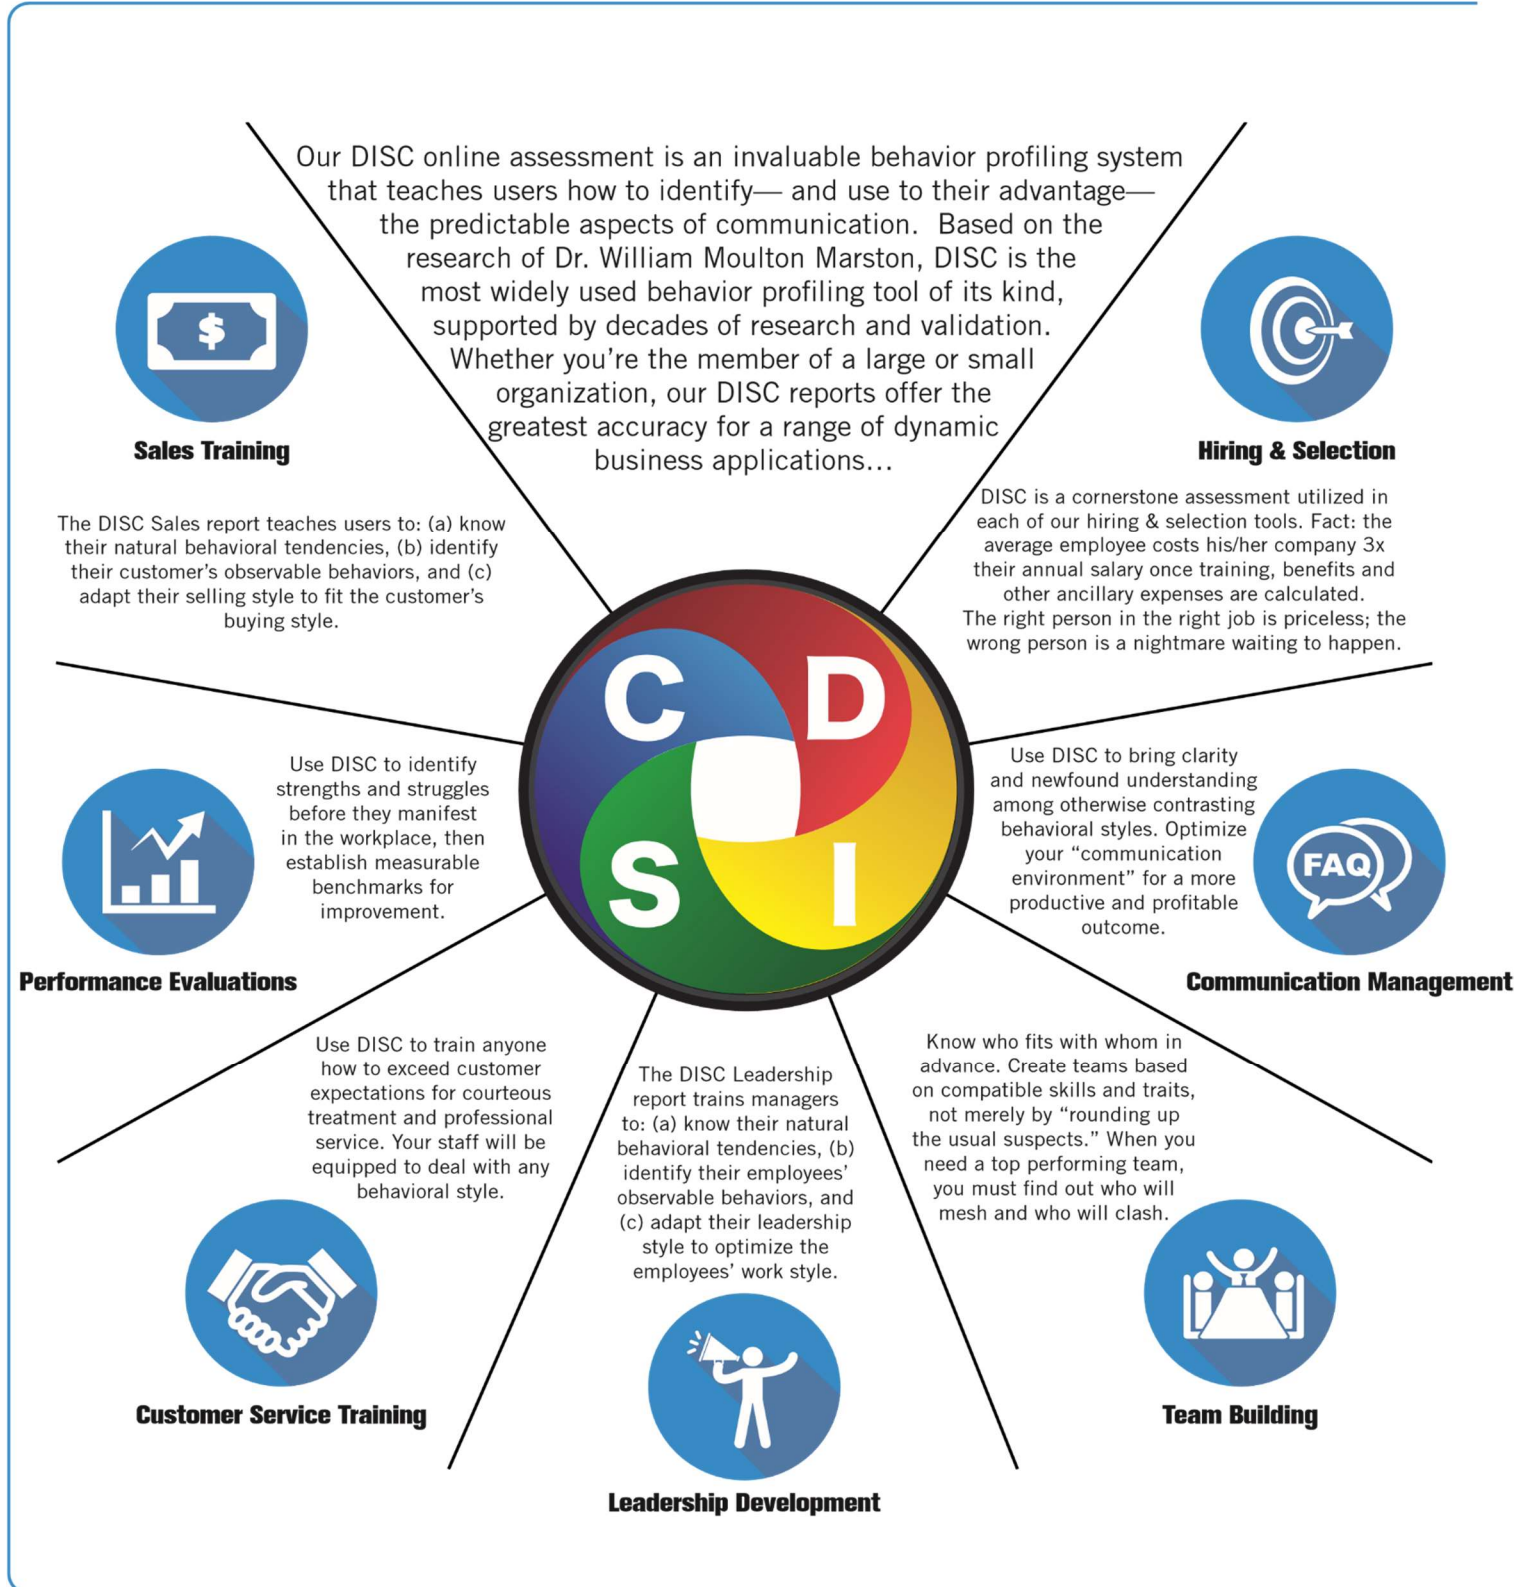 Our DISC online assessment is an invaluable behavior profiling system
that teaches users how to identify— and use to their advantage—
the predictable aspects of communication.  Based on the
research of Dr. William Moulton Marston, DISC is the
most widely used behavior profiling tool of its kind,
supported by decades of research and validation.
Whether you’re the member of a large or small
organization, our DISC reports offer the
greatest accuracy for a range of dynamic
business applications...
$
Sales Training
The DISC Sales report teaches users to: (a) know
their natural behavioral tendencies, (b) identify
their customer’s observable behaviors, and (c)
adapt their selling style to fit the customer’s
buying style.
Hiring & Selection
DISC is a cornerstone assessment utilized in
each of our hiring & selection tools. Fact: the
average employee costs his/her company 3x
their annual salary once training, benefits and
other ancillary expenses are calculated.
The right person in the right job is priceless; the
wrong person is a nightmare waiting to happen.
C D
S I
Use DISC to identify
strengths and struggles
before they manifest
in the workplace, then
establish measurable
benchmarks for
improvement.
Performance Evaluations
Use DISC to bring clarity
and newfound understanding
among otherwise contrasting
behavioral styles. Optimize
your “communication
environment” for a more
productive and profitable
outcome.
FAQ
Communication Management
Use DISC to train anyone
how to exceed customer
expectations for courteous
treatment and professional
service. Your staff will be
equipped to deal with any
behavioral style.
Customer Service Training
The DISC Leadership
report trains managers
to: (a) know their natural
behavioral tendencies, (b)
identify their employees’
observable behaviors, and
(c) adapt their leadership
style to optimize the
employees’ work style.
Leadership Development
Know who fits with whom in
advance. Create teams based
on compatible skills and traits,
not merely by “rounding up
the usual suspects.” When you
need a top performing team,
you must find out who will
mesh and who will clash.
Team Building